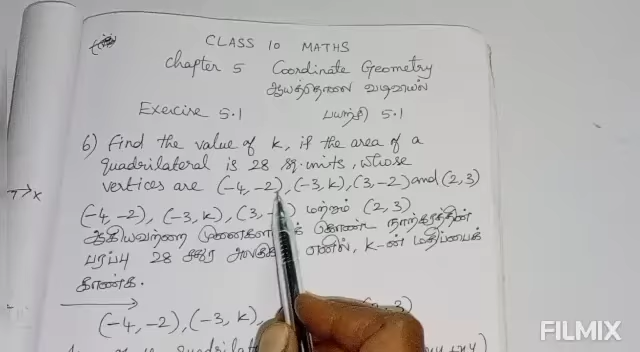 CLASS 10 MATHS
Chapter 5 Coordinate Geometry
ஆயத்தொலை வடிவியல்
Exercise 5.1 பயிற்சி 5.1
6) Find the value of k, if the area of a
quadrilateral is 28 sq.units, whose
vertices are (-4, -2), (-3, k), (3, -2) and (2, 3)
(-4, -2), (-3, k), (3, மற்றும் (2, 3)
ஆகியவற்றை கொண்ட நாற்கரத்தின்
பரப்பு 28 சதுர எனில், k-ன் மதிப்பைக்
காண்க.
(-4, -2), (-3, k),
FILMIX